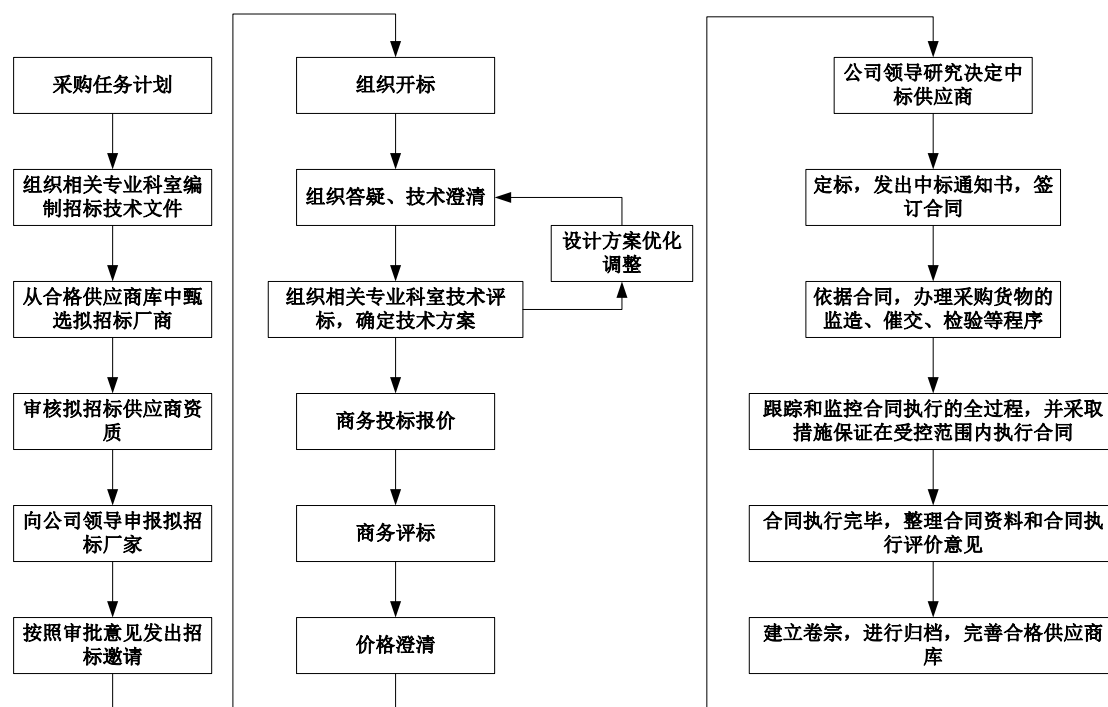 采购任务计划
组织相关专业科室编
制招标技术文件
从合格供应商库中甄
选拟招标厂商
审核拟招标供应商资
质
向公司领导申报拟招
标厂家
按照审批意见发出招
标邀请
组织开标
组织答疑、技术澄清
设计方案优化
调整
组织相关专业科室技术评
标，确定技术方案
商务投标报价
商务评标
价格澄清
公司领导研究决定中
标供应商
定标，发出中标通知书，签
订合同
依据合同，办理采购货物的
监造、催交、检验等程序
跟踪和监控合同执行的全过程，并采取
措施保证在受控范围内执行合同
合同执行完毕，整理合同资料和合同执
行评价意见
建立卷宗，进行归档，完善合格供应商
库